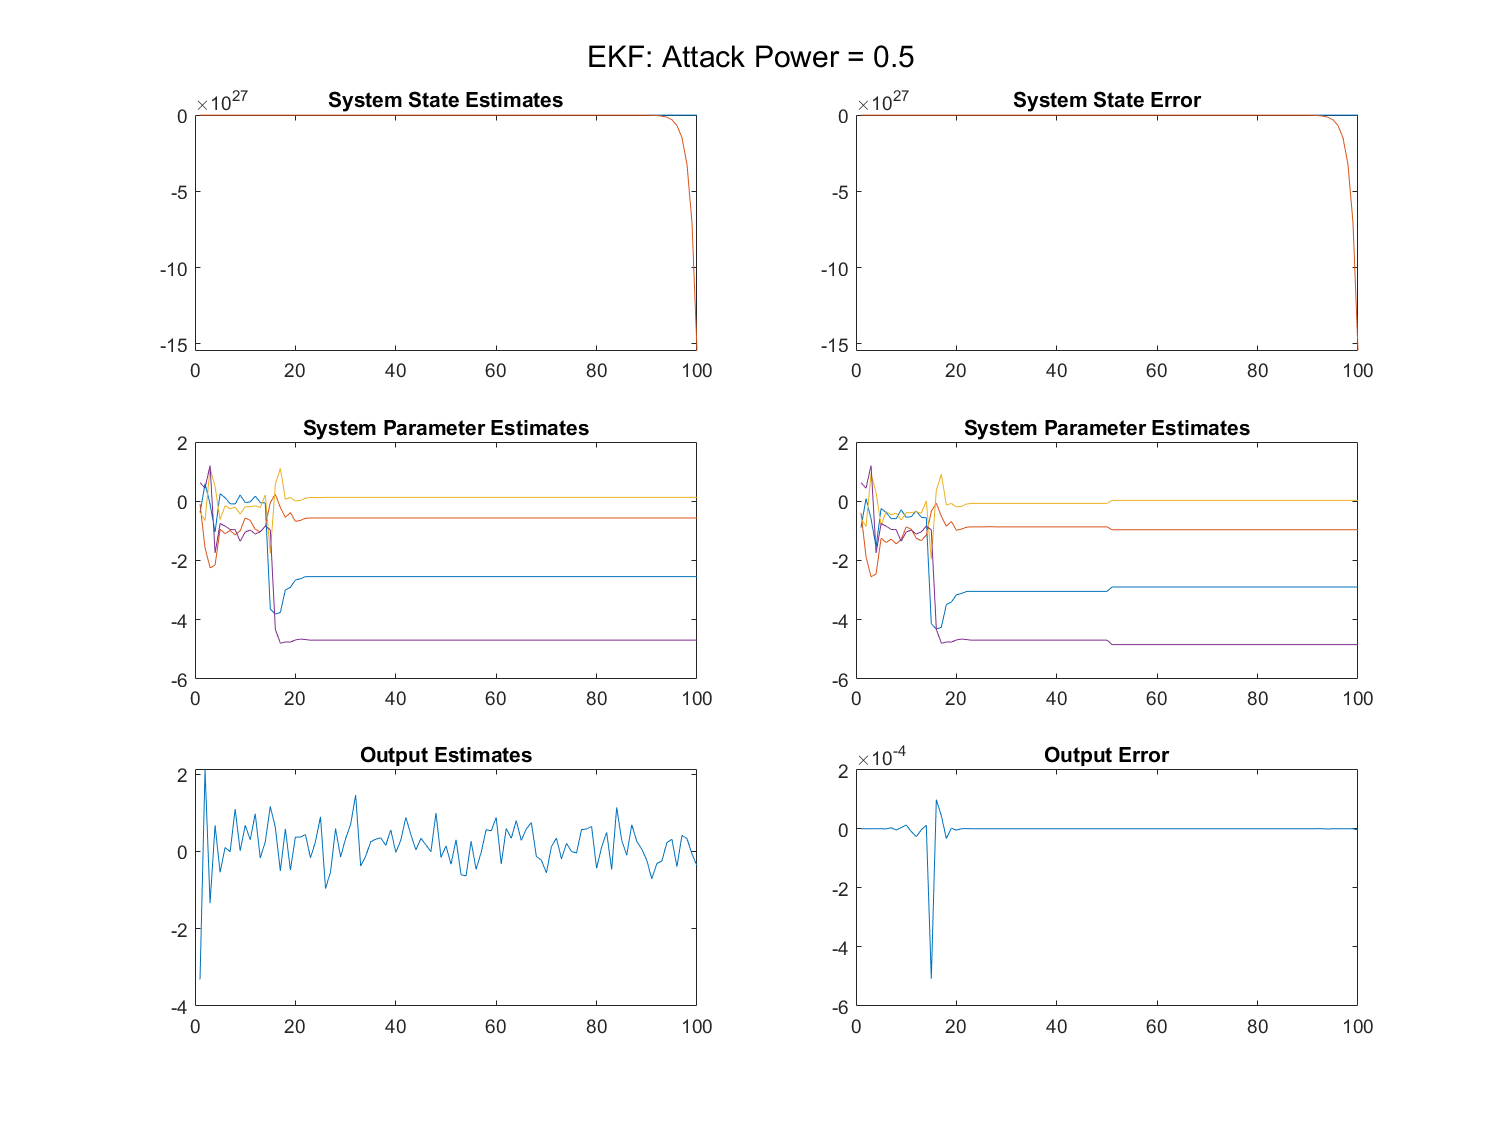 EKF: Attack Power = 0.5
×10^27
System State Estimates
0
-5
-10
-15
0 20 40 60 80 100
×10^27
System State Error
0
-5
-10
-15
0 20 40 60 80 100
System Parameter Estimates
2
0
-2
-4
-6
0 20 40 60 80 100
System Parameter Estimates
2
0
-2
-4
-6
0 20 40 60 80 100
Output Estimates
2
0
-2
-4
0 20 40 60 80 100
×10^-4
Output Error
2
0
-2
-4
-6
0 20 40 60 80 100